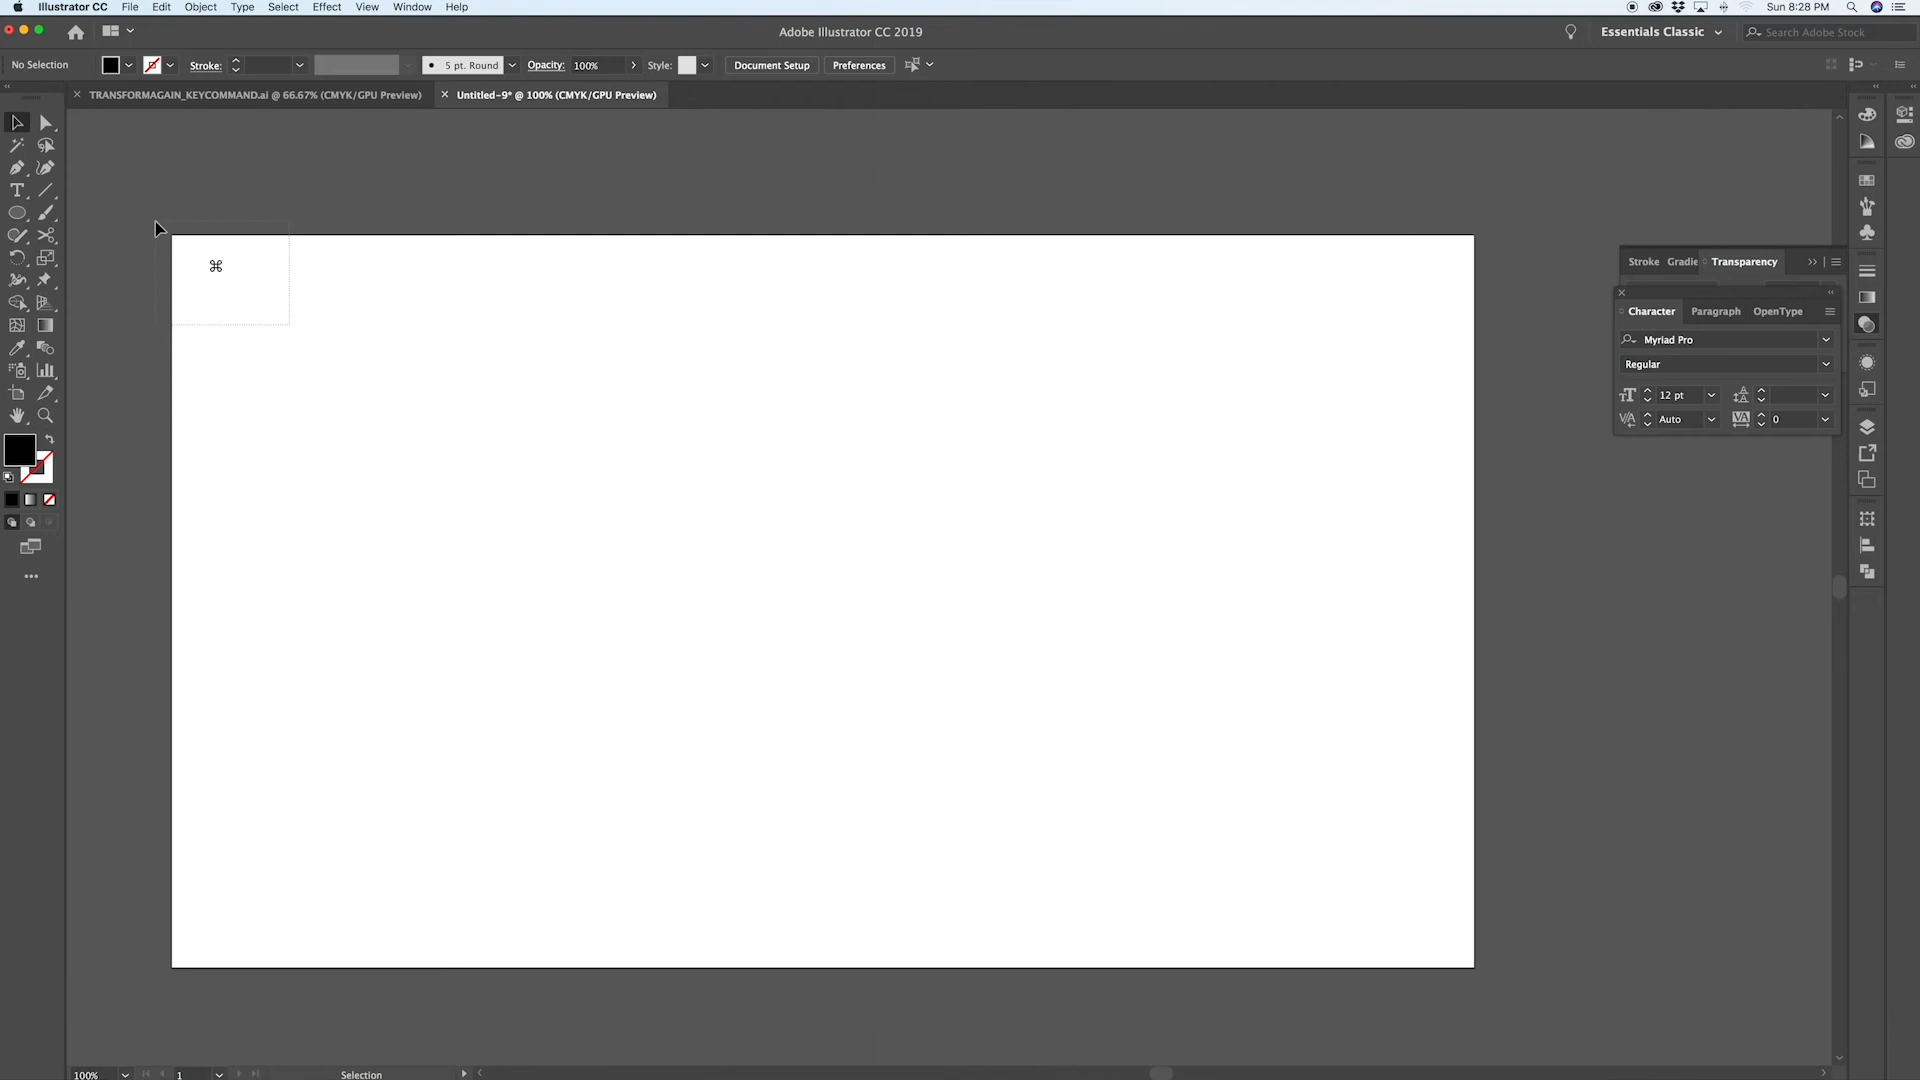 Illustrator CC File Edit Object Type Select Effect View Window Help Sun 8:28 PM
Adobe Illustrator CC 2019 Essentials Classic Search Adobe Stock
No Selection Stroke: 5 pt. Round Opacity: 100% Style: Document Setup Preferences
TRANSFORMAGAIN_KEYCOMMAND.ai @ 66.67% (CMYK/GPU Preview) Untitled-9* @ 100% (CMYK/GPU Preview)
⌘
Stroke Gradie Transparency
Character Paragraph OpenType
Myriad Pro
Regular
12 pt
Auto 0
100% 1 Selection